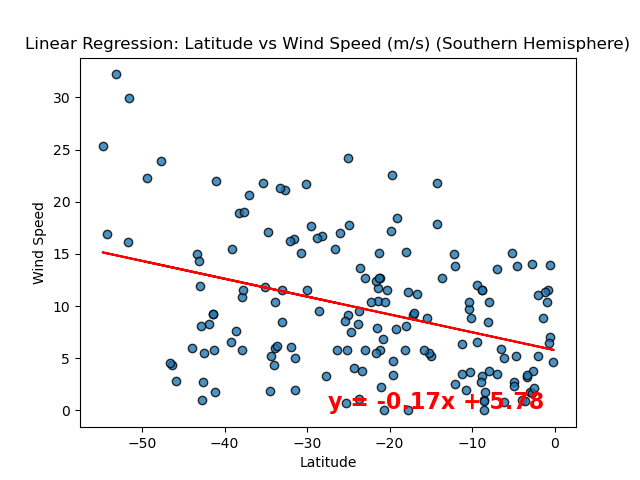 Linear Regression: Latitude vs Wind Speed (m/s) (Southern Hemisphere)
30
25
20
15
10
5
0
Wind Speed
y = -0.17x + 5.78
−50 −40 −30 −20 −10 0
Latitude